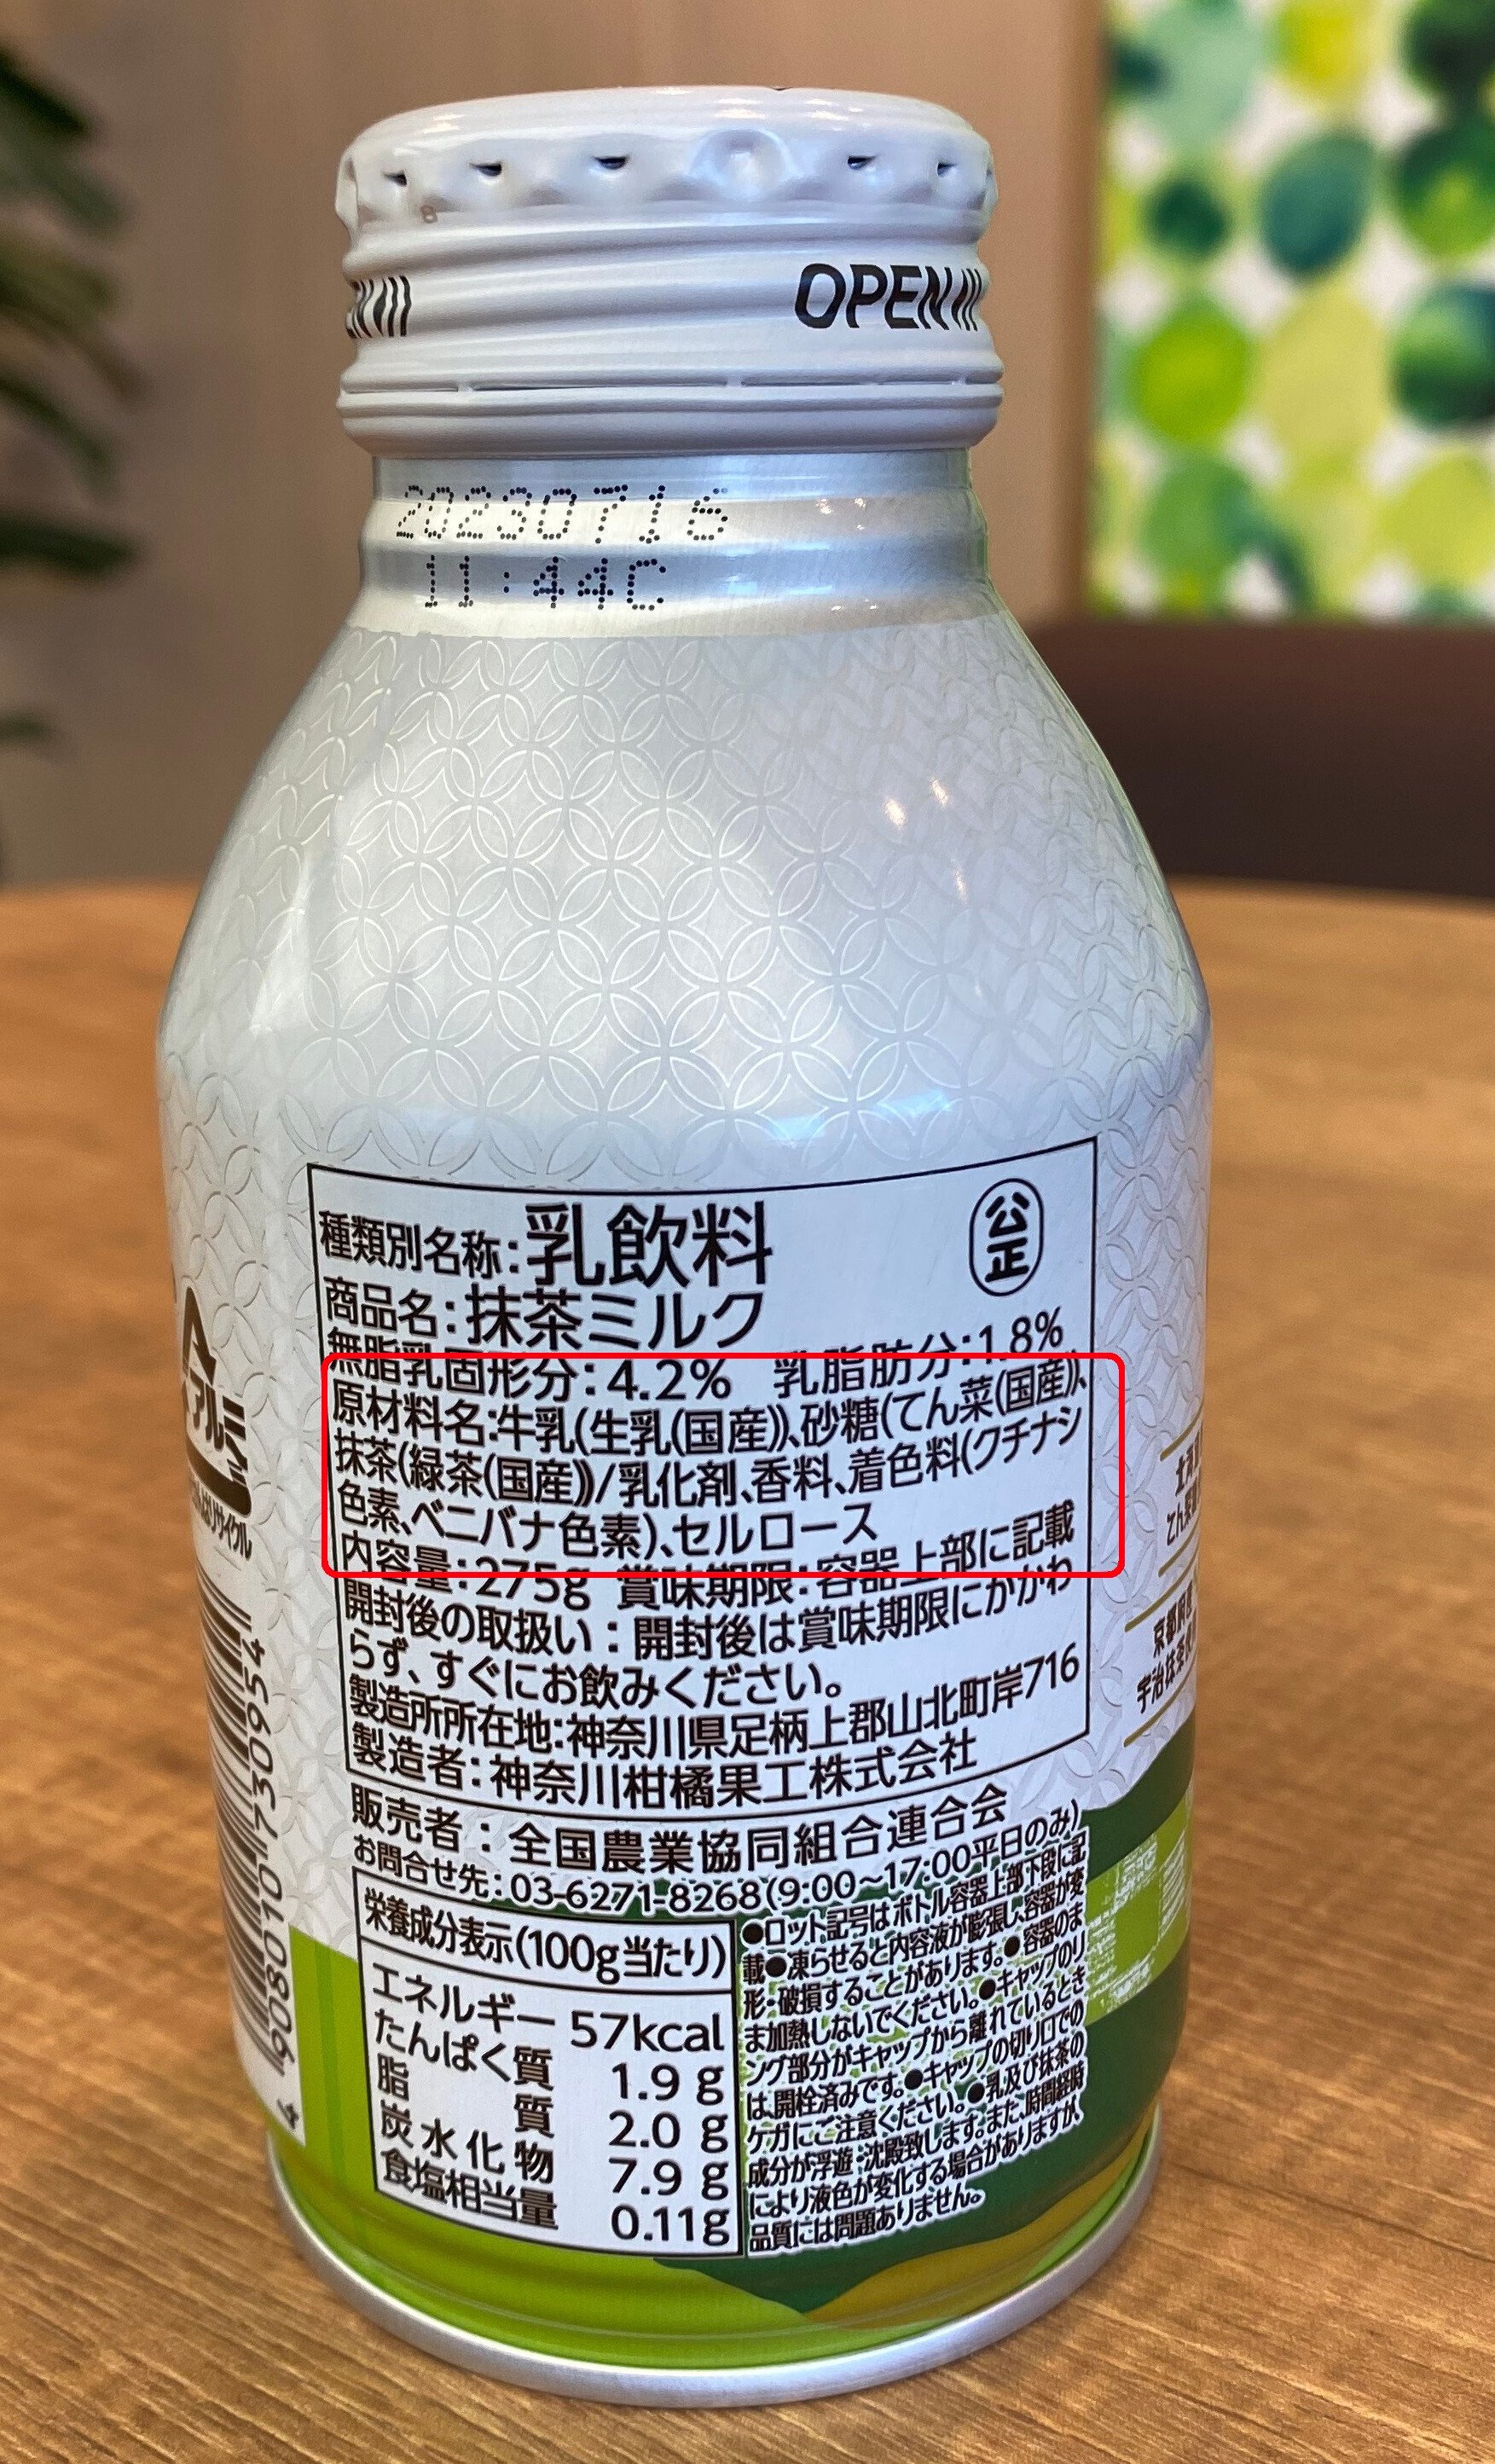 OPEN
20230716
11:44C
種類別名称:乳飲料
公正
商品名:抹茶ミルク
無脂乳固形分:4.2% 乳脂肪分:1.8%
原材料名:牛乳(生乳(国産))、砂糖(てん菜(国産))、
抹茶(緑茶(国産))/乳化剤、香料、着色料(クチナシ
色素、ベニバナ色素)、セルロース
内容量:275g 賞味期限:容器上部に記載
開封後の取扱い:開封後は賞味期限にかかわ
らず、すぐにお飲みください。
製造所所在地:神奈川県足柄上郡山北町岸716
製造者:神奈川柑橘果工株式会社
販売者:全国農業協同組合連合会
お問合せ先:03-6271-8268(9:00~17:00平日のみ)
栄養成分表示(100g当たり)
エネルギー 57kcal
たんぱく質 1.9g
脂質 2.0g
炭水化物 7.9g
食塩相当量 0.11g
●ロット記号はボトル容器上部下段に記
載●凍らせると内容液が膨張し、容器が変
形・破損することがあります。●容器のま
ま加熱しないでください。●キャップのリ
ング部分がキャップから離れているとき
は、開栓済みです。●キャップの切り口での
ケガにご注意ください。●乳及び抹茶の
成分が浮遊・沈殿致します。また、時間経時
により液色が変化する場合がありますが、
品質には問題ありません。
アルミ
4 908010 730954